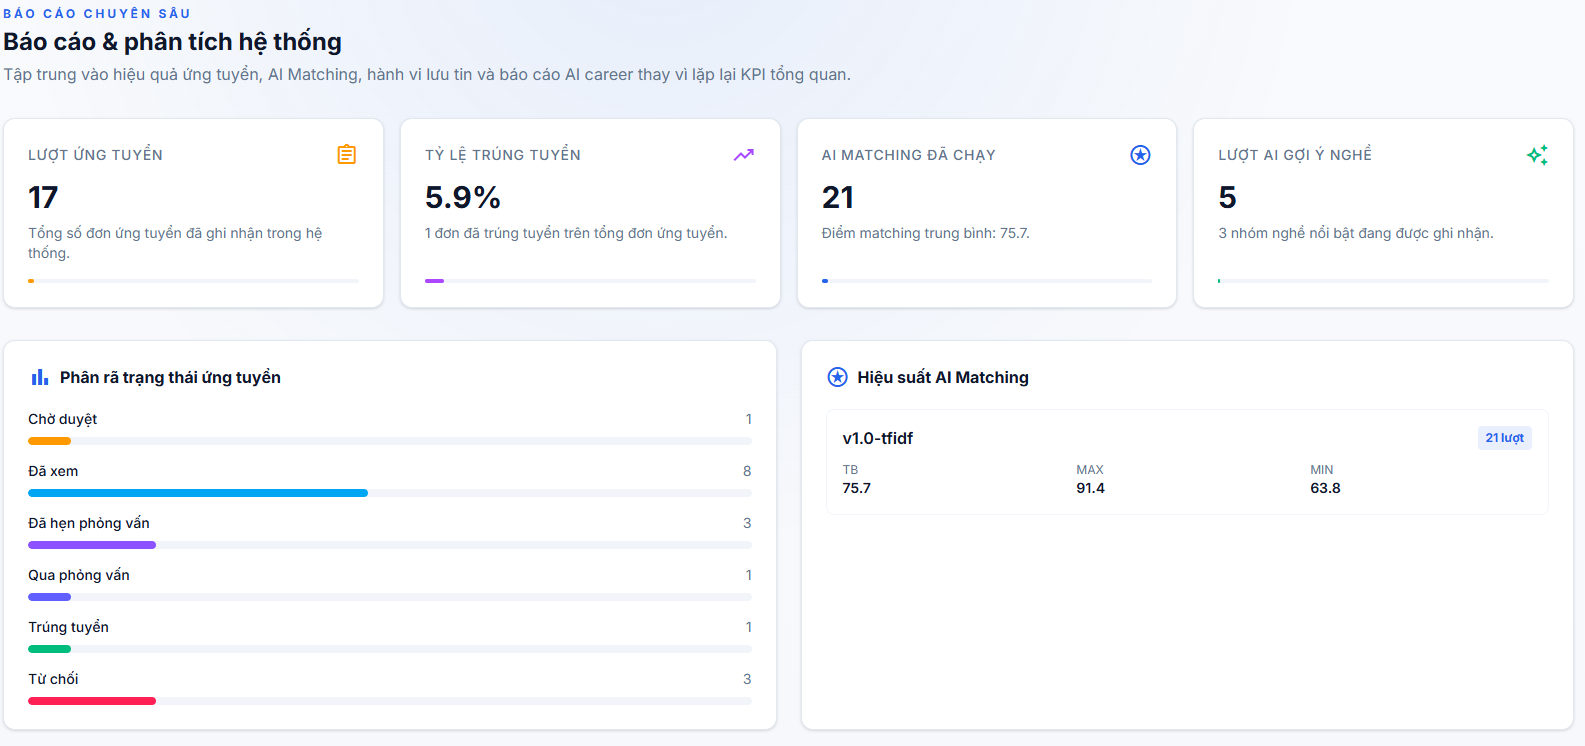 BÁO CÁO CHUYÊN SÂU
Báo cáo & phân tích hệ thống
Tập trung vào hiệu quả ứng tuyển, AI Matching, hành vi lưu tin và báo cáo AI career thay vì lặp lại KPI tổng quan.
LƯỢT ỨNG TUYỂN
17
Tổng số đơn ứng tuyển đã ghi nhận trong hệ
thống.
TỶ LỆ TRÚNG TUYỂN
5.9%
1 đơn đã trúng tuyển trên tổng đơn ứng tuyển.
AI MATCHING ĐÃ CHẠY
21
Điểm matching trung bình: 75.7.
LƯỢT AI GỢI Ý NGHỀ
5
3 nhóm nghề nổi bật đang được ghi nhận.
Phân rã trạng thái ứng tuyển
Chờ duyệt 1
Đã xem 8
Đã hẹn phỏng vấn 3
Qua phỏng vấn 1
Trúng tuyển 1
Từ chối 3
Hiệu suất AI Matching
v1.0-tfidf 21 lượt
TB MAX MIN
75.7 91.4 63.8